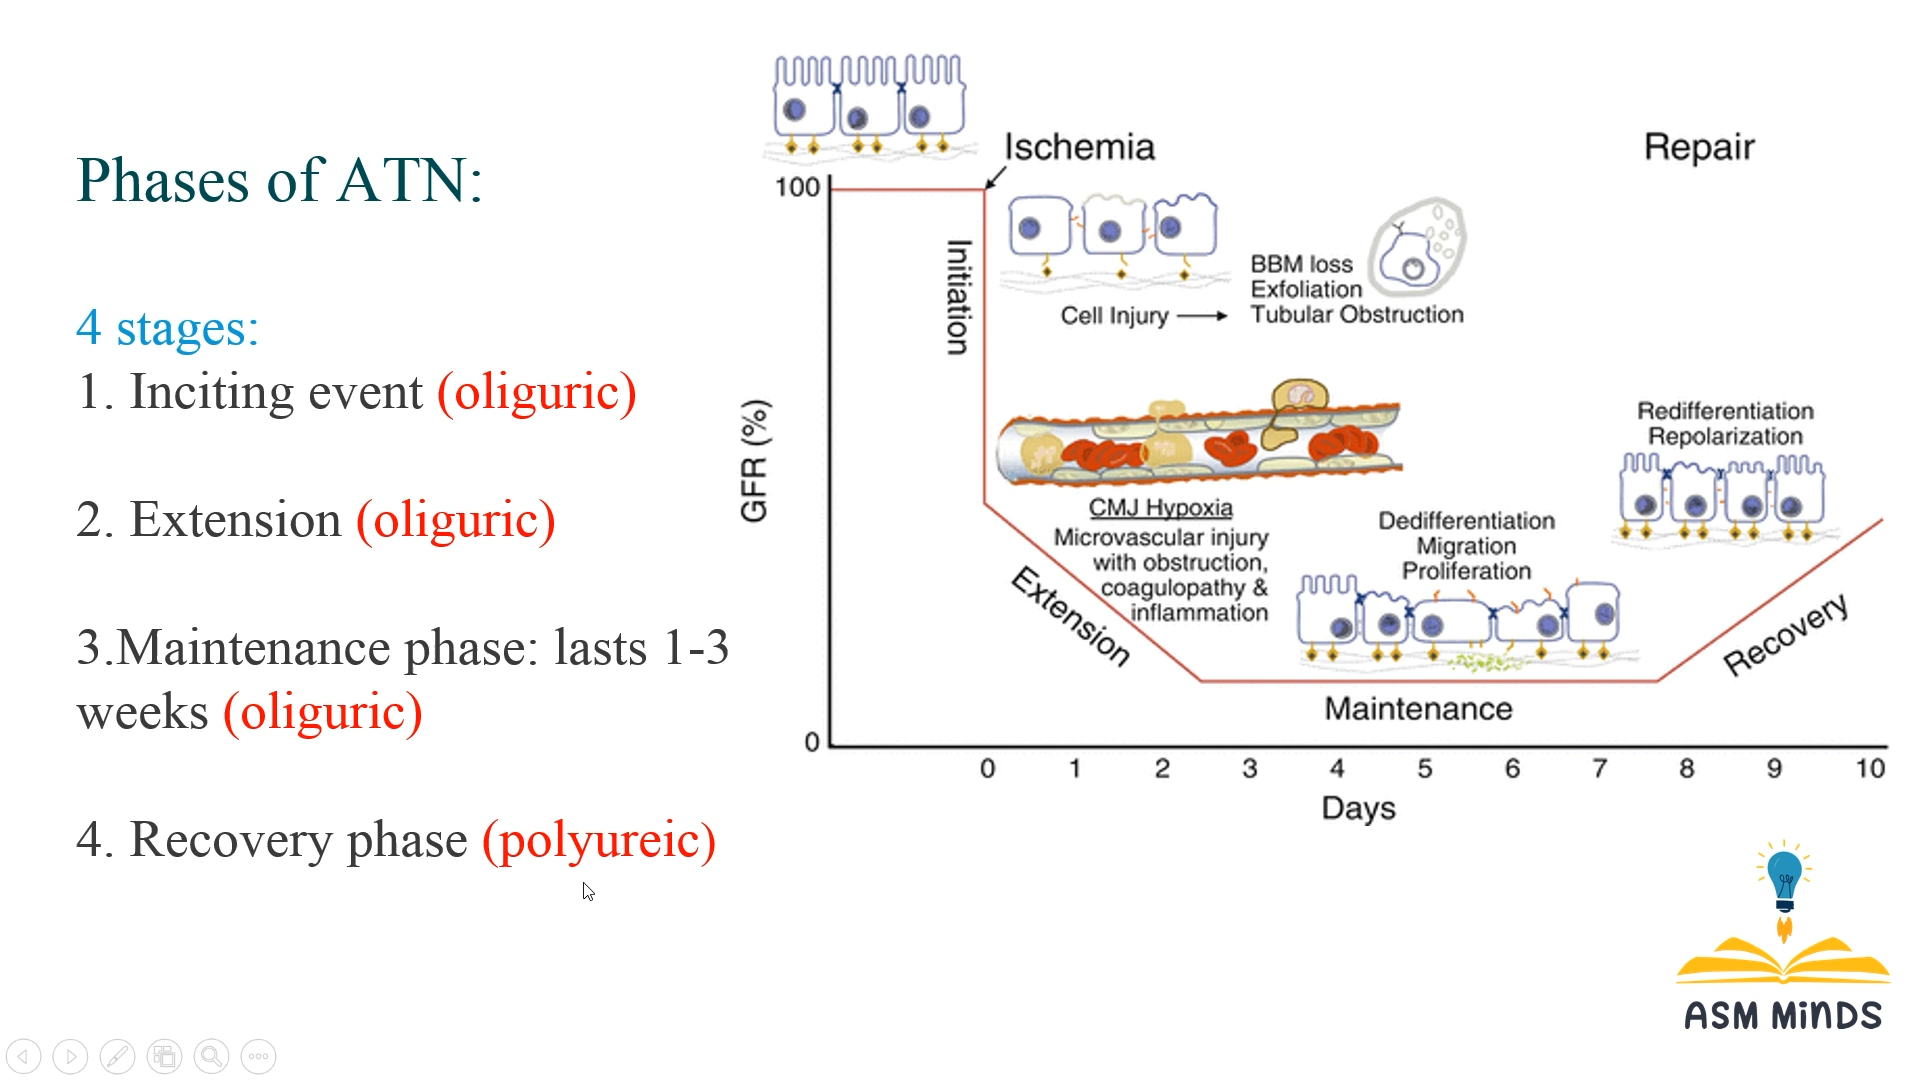 Phases of ATN:
4 stages:
1. Inciting event (oliguric)
2. Extension (oliguric)
3.Maintenance phase: lasts 1-3
weeks (oliguric)
4. Recovery phase (polyureic)
Ischemia
Repair
100
Initiation
BBM loss
Exfoliation
Cell Injury
Tubular Obstruction
GFR (%)
CMJ Hypoxia
Microvascular injury
with obstruction,
coagulopathy &
inflammation
Extension
Dedifferentiation
Migration
Proliferation
Redifferentiation
Repolarization
Recovery
Maintenance
0
0 1 2 3 4 5 6 7 8 9 10
Days
ASM MiNDS